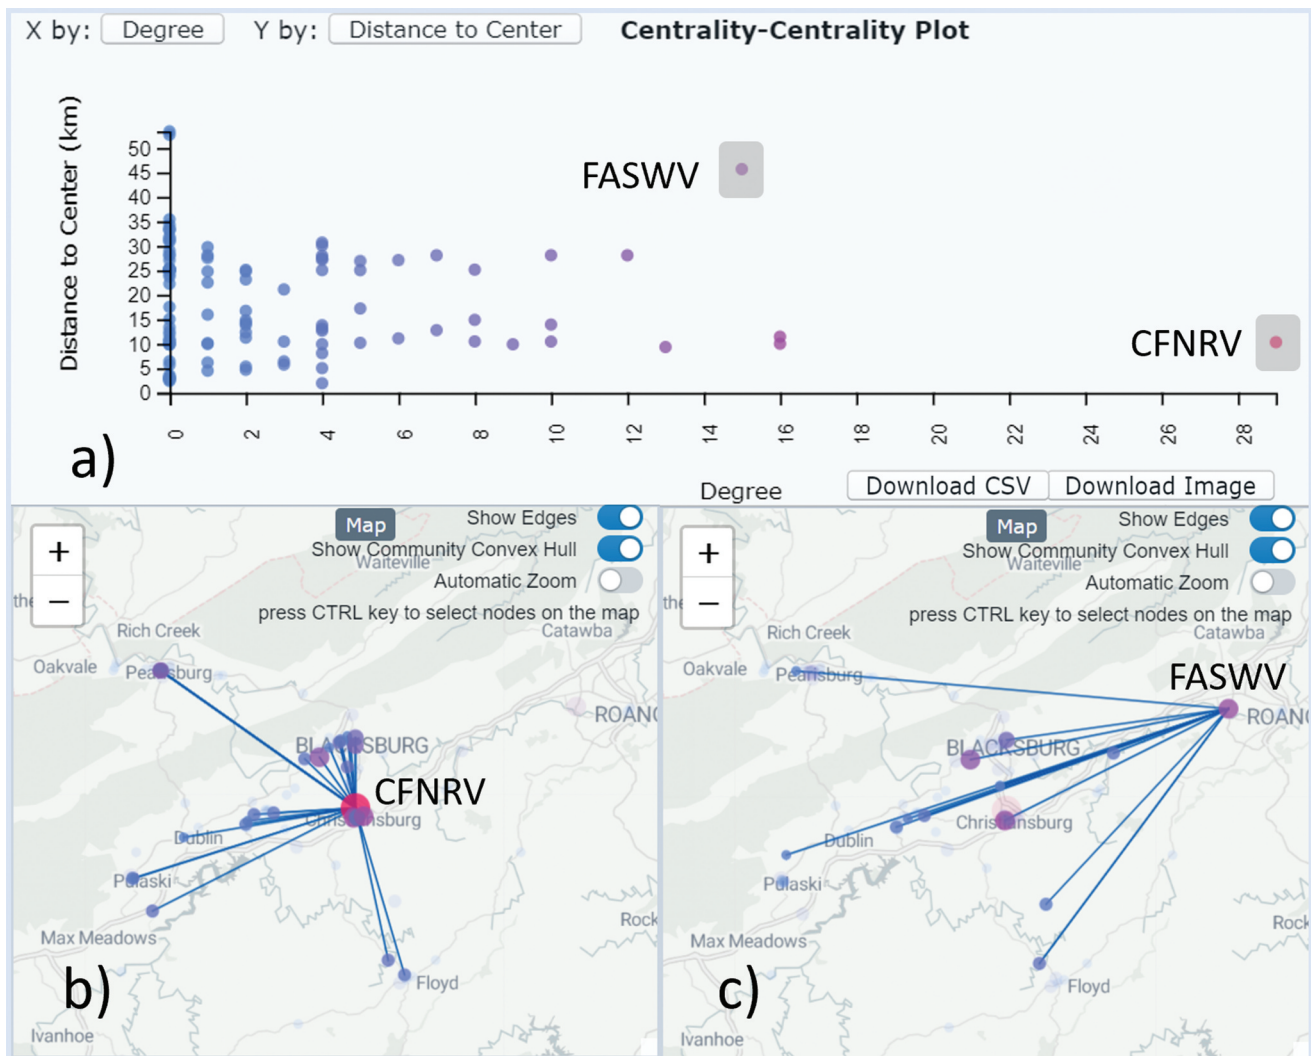 X by: Degree Y by: Distance to Center Centrality-Centrality Plot
Distance to Center (km)
50
45
40
35
30
25
20
15
10
5
0
FASWV
CFNRV
0 2 4 6 8 10 12 14 16 18 20 22 24 26 28
a)
Degree Download CSV Download Image
+
−
Map
Show Edges
Show Community Convex Hull
Waiteville
Automatic Zoom
press CTRL key to select nodes on the map
the
Rich Creek
Catawba
Oakvale
Pearisburg
ROANO
BLACKSBURG
CFNRV
Christiansburg
Dublin
Pulaski
Rock
Max Meadows
b)
Floyd
Ivanhoe
+
−
Map
Show Edges
Show Community Convex Hull
Waiteville
Automatic Zoom
press CTRL key to select nodes on the map
the
Rich Creek
Catawba
Oakvale
Pearisburg
FASWV
ROANO
BLACKSBURG
Christiansburg
Dublin
Pulaski
Rock
Max Meadows
c)
Floyd
Ivanhoe